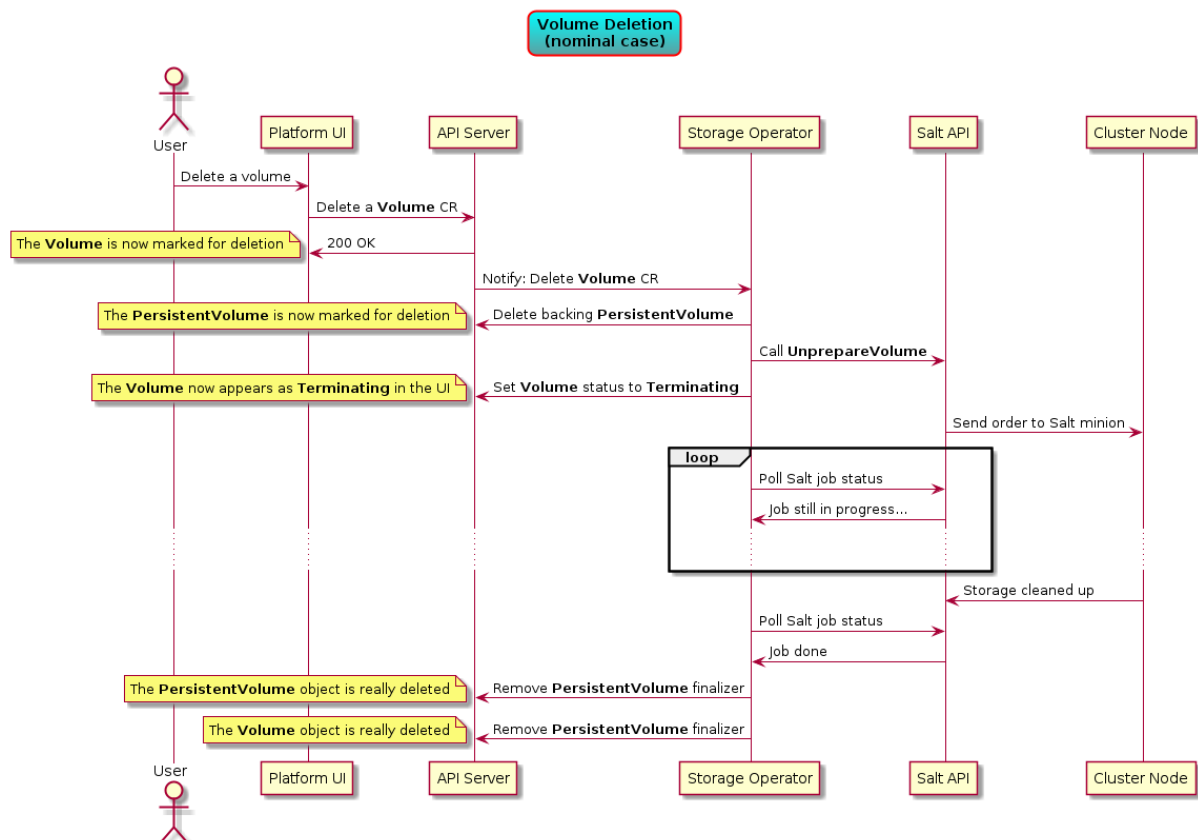 Volume Deletion
(nominal case)
User
Platform UI
API Server
Storage Operator
Salt API
Cluster Node
Delete a volume
Delete a Volume CR
The Volume is now marked for deletion
200 OK
Notify: Delete Volume CR
The PersistentVolume is now marked for deletion
Delete backing PersistentVolume
Call UnprepareVolume
The Volume now appears as Terminating in the UI
Set Volume status to Terminating
Send order to Salt minion
loop
Poll Salt job status
Job still in progress...
Storage cleaned up
Poll Salt job status
Job done
The PersistentVolume object is really deleted
Remove PersistentVolume finalizer
The Volume object is really deleted
Remove PersistentVolume finalizer
User
Platform UI
API Server
Storage Operator
Salt API
Cluster Node